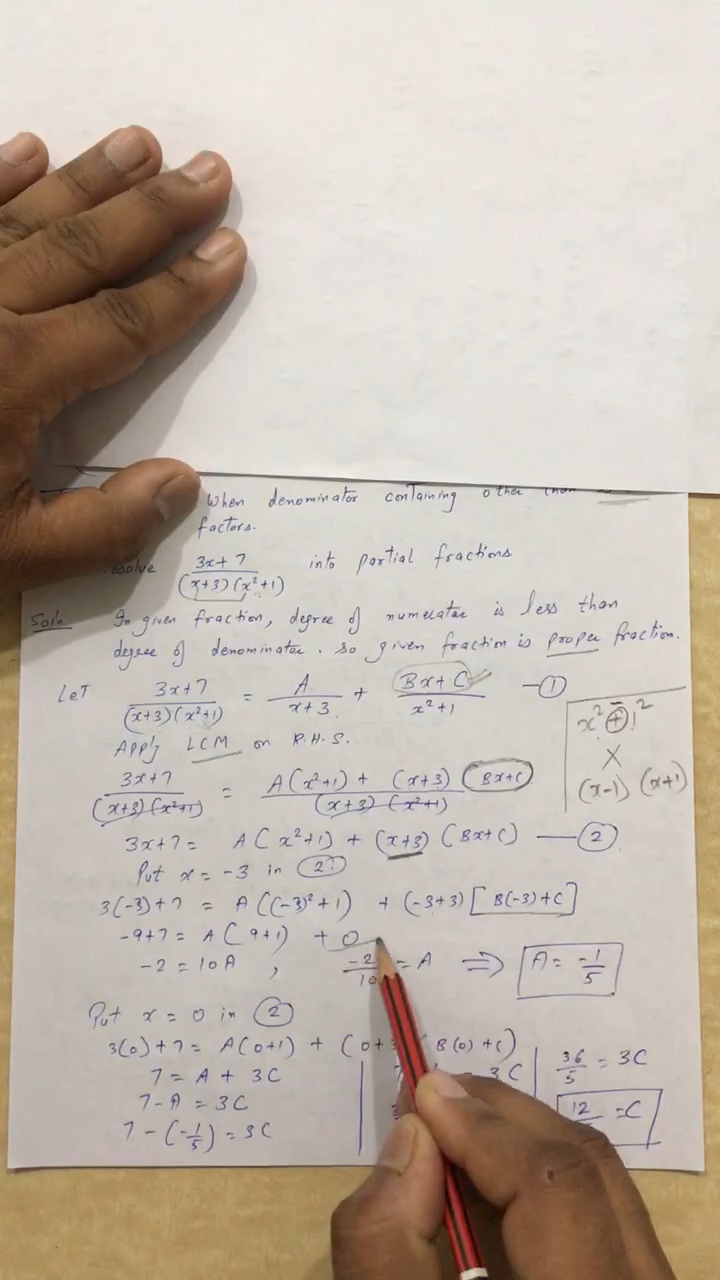 When denominator containing other than
factors.
3x+7/(x+3)(x²+1) into partial fractions
Soln. In given fraction, degree of numerator is less than
degree of denominator. So given fraction is proper fraction.
Let 3x+7/(x+3)(x²+1) = A/x+3 + Bx+C/x²+1 —①
Apply LCM on R.H.S.
3x+7/(x+3)(x²+1) = A(x²+1) + (x+3)(Bx+C)/(x+3)(x²+1)
x² + 1²
×
(x-1) (x+1)
3x+7 = A(x²+1) + (x+3)(Bx+C) —②
Put x = -3 in ②
3(-3)+7 = A((-3)²+1) + (-3+3)[B(-3)+C]
-9+7 = A(9+1) + 0
-2 = 10A , -2/10 = A ⇒ A = -1/5
Put x = 0 in ②
3(0)+7 = A(0+1) + (0+ B(0)+C)
7 = A + 3C
7-A = 3C
7-(-1/5) = 3C
= 3C
36/5 = 3C
12 = C